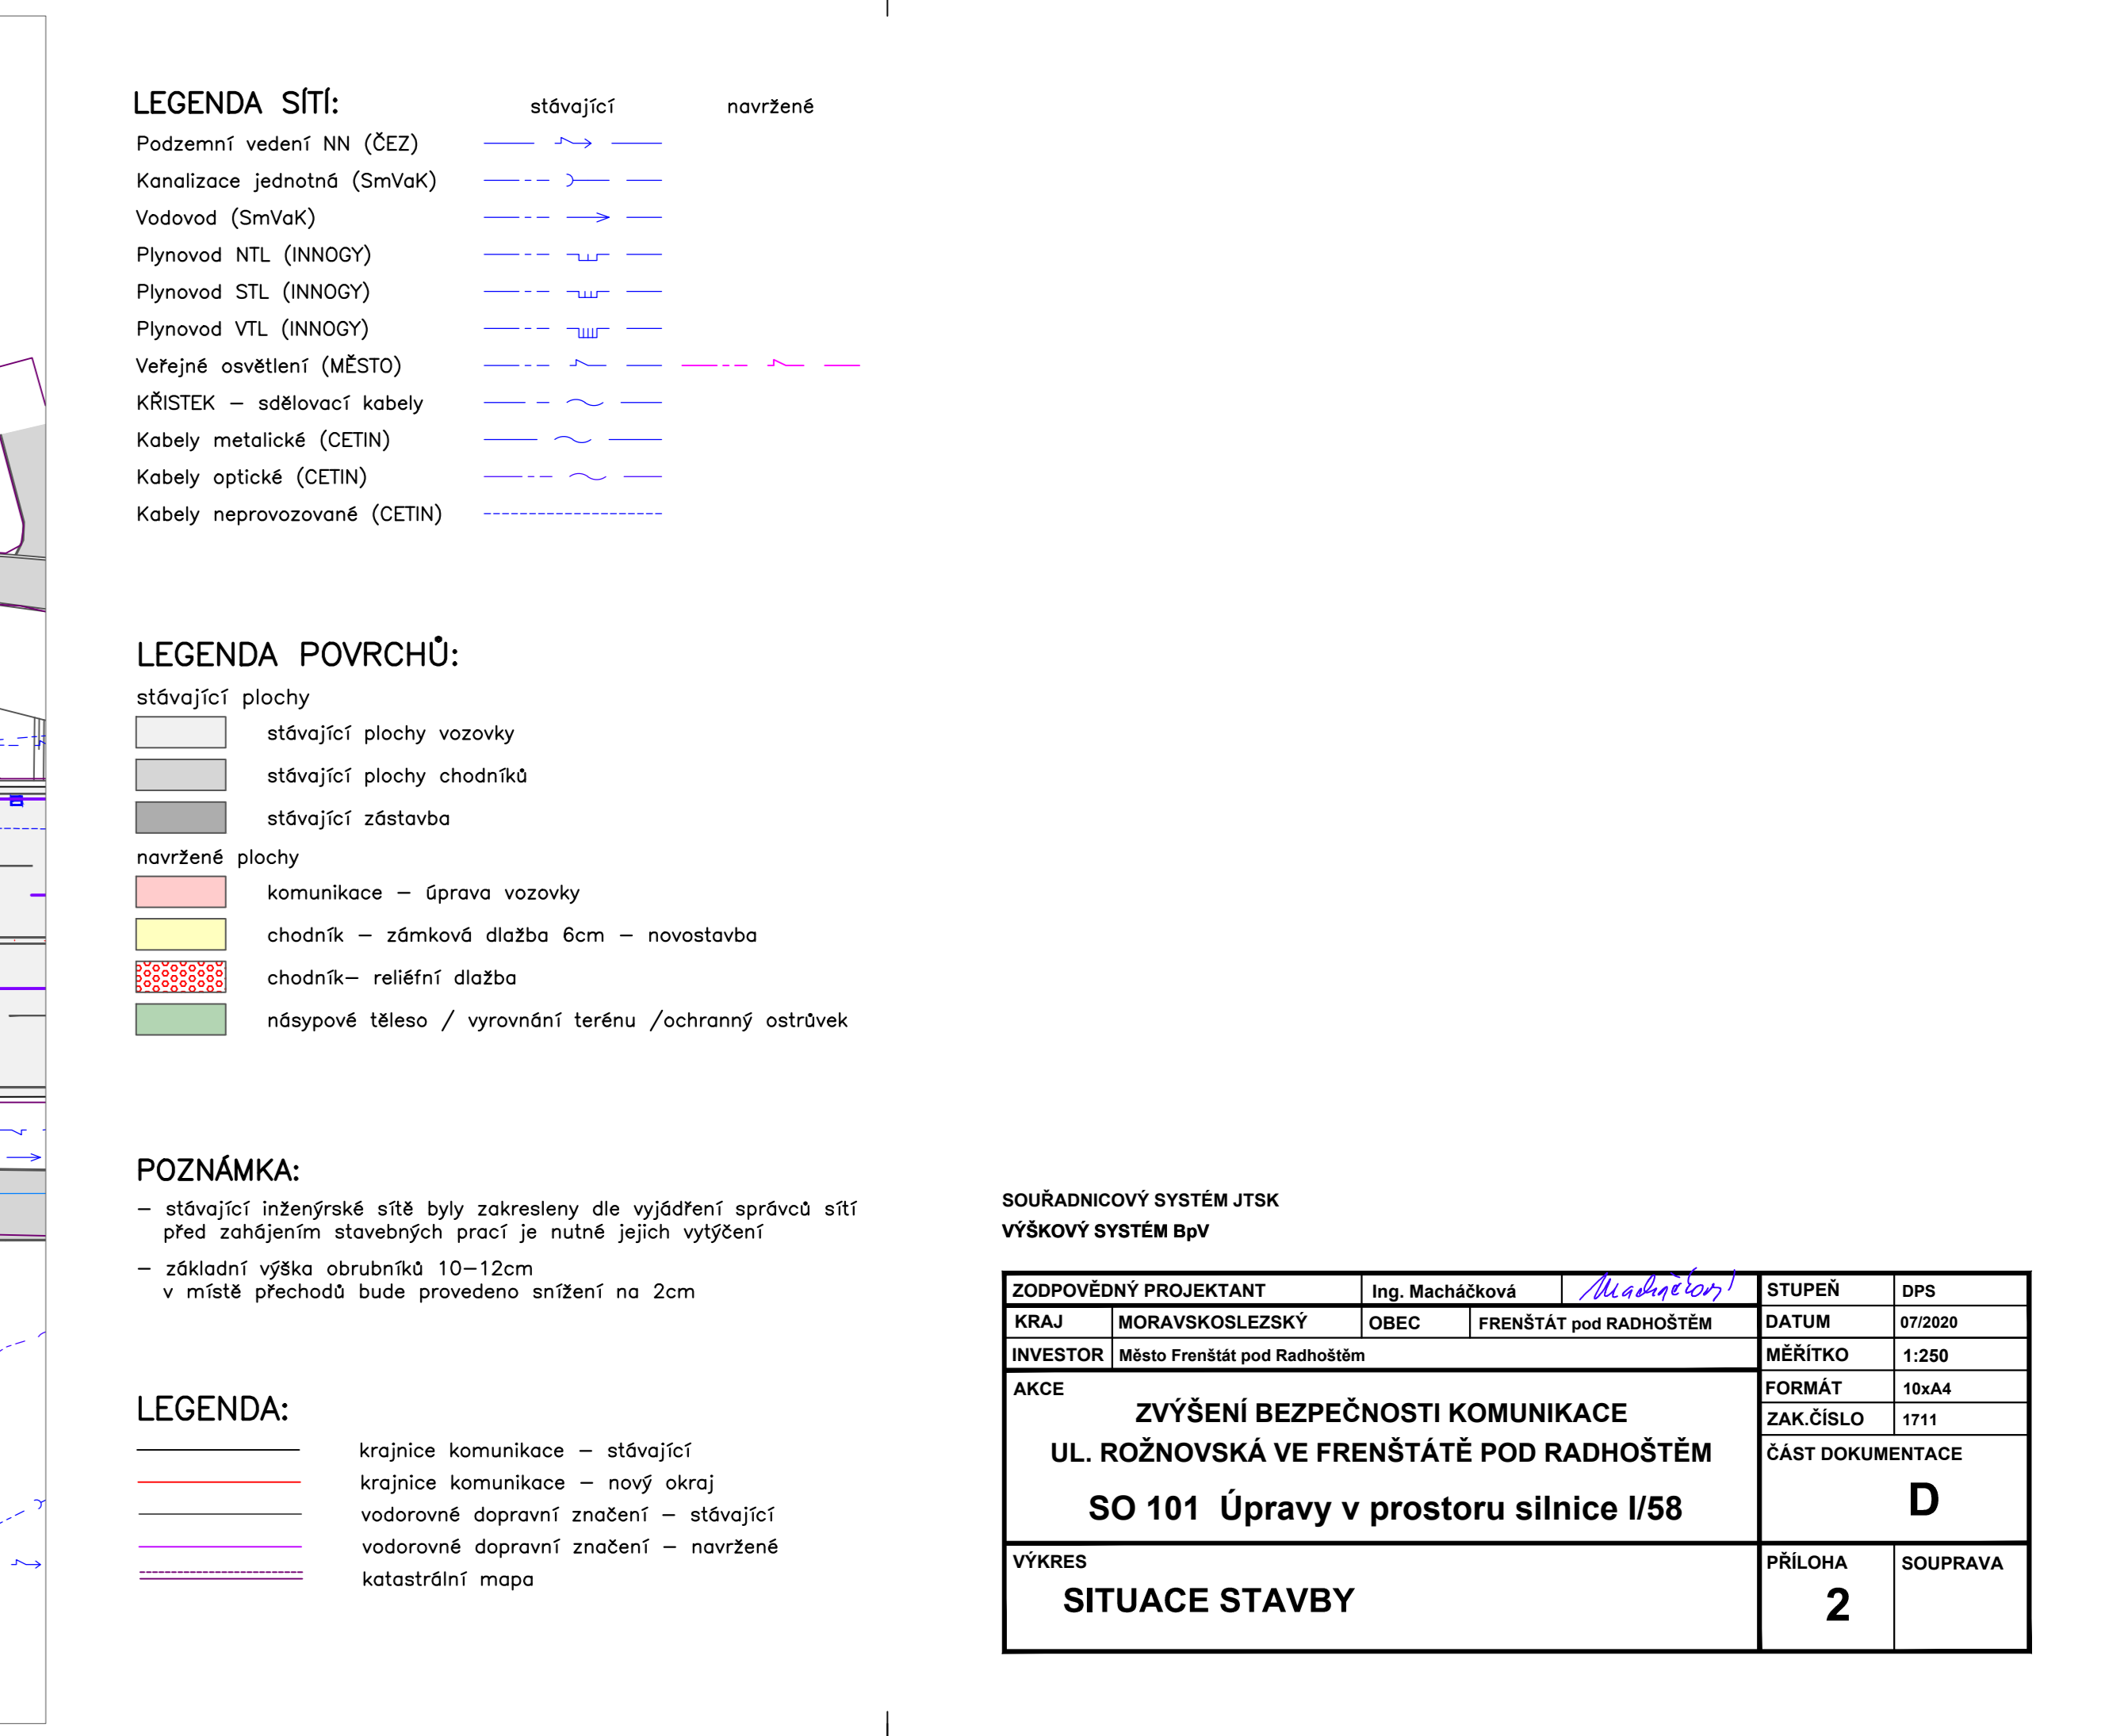 LEGENDA SÍTÍ:
stávající navržené
Podzemní vedení NN (ČEZ)
Kanalizace jednotná (SmVaK)
Vodovod (SmVaK)
Plynovod NTL (INNOGY)
Plynovod STL (INNOGY)
Plynovod VTL (INNOGY)
Veřejné osvětlení (MĚSTO)
KŘISTEK – sdělovací kabely
Kabely metalické (CETIN)
Kabely optické (CETIN)
Kabely neprovozované (CETIN)
LEGENDA POVRCHŮ:
stávající plochy
stávající plochy vozovky
stávající plochy chodníků
stávající zástavba
navržené plochy
komunikace – úprava vozovky
chodník – zámková dlažba 6cm – novostavba
chodník– reliéfní dlažba
násypové těleso / vyrovnání terénu /ochranný ostrůvek
POZNÁMKA:
– stávající inženýrské sítě byly zakresleny dle vyjádření správců sítí
před zahájením stavebných prací je nutné jejich vytýčení
– základní výška obrubníků 10–12cm
v místě přechodů bude provedeno snížení na 2cm
LEGENDA:
krajnice komunikace – stávající
krajnice komunikace – nový okraj
vodorovné dopravní značení – stávající
vodorovné dopravní značení – navržené
katastrální mapa
SOUŘADNICOVÝ SYSTÉM JTSK
VÝŠKOVÝ SYSTÉM BpV
ZODPOVĚDNÝ PROJEKTANT Ing. Macháčková Macháčková STUPEŇ DPS
KRAJ MORAVSKOSLEZSKÝ OBEC FRENŠTÁT pod RADHOŠTĚM DATUM 07/2020
INVESTOR Město Frenštát pod Radhoštěm MĚŘÍTKO 1:250
AKCE FORMÁT 10xA4
ZVÝŠENÍ BEZPEČNOSTI KOMUNIKACE ZAK.ČÍSLO 1711
UL. ROŽNOVSKÁ VE FRENŠTÁTĚ POD RADHOŠTĚM ČÁST DOKUMENTACE
SO 101 Úpravy v prostoru silnice I/58 D
VÝKRES PŘÍLOHA SOUPRAVA
SITUACE STAVBY 2